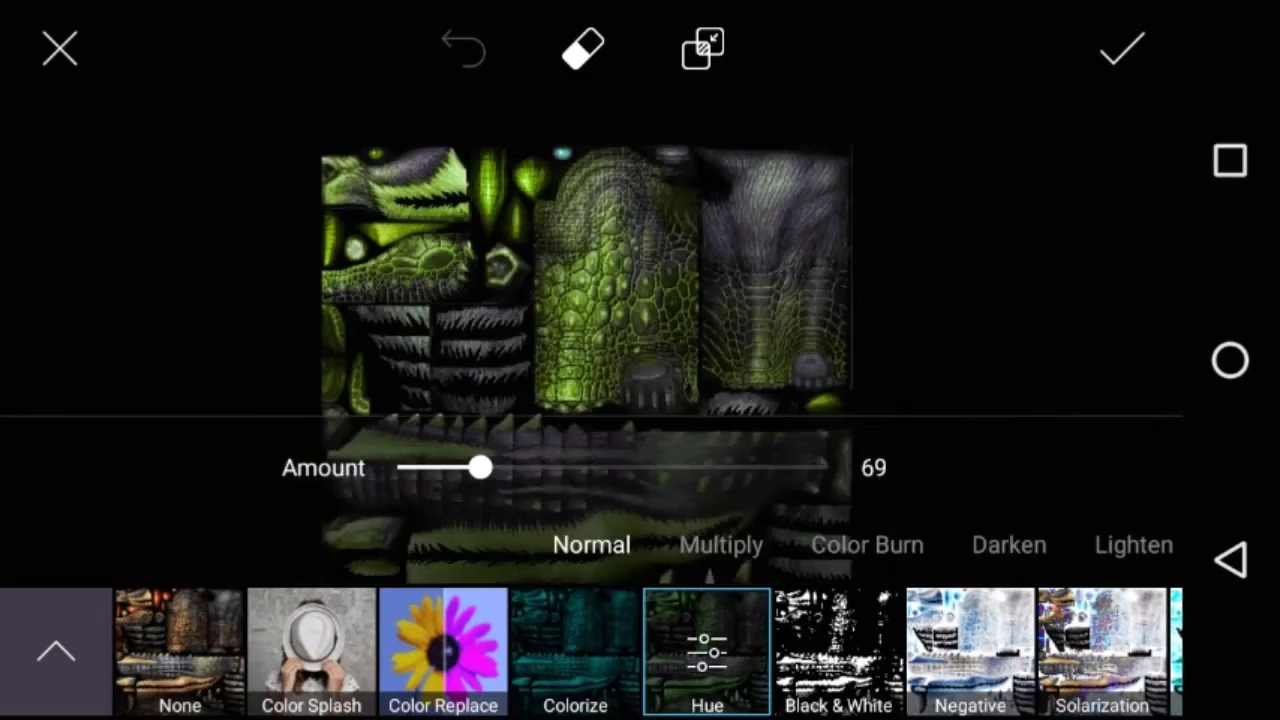 Amount 69
Normal Multiply Color Burn Darken Lighten
None Color Splash Color Replace Colorize Hue Black & White Negative Solarization